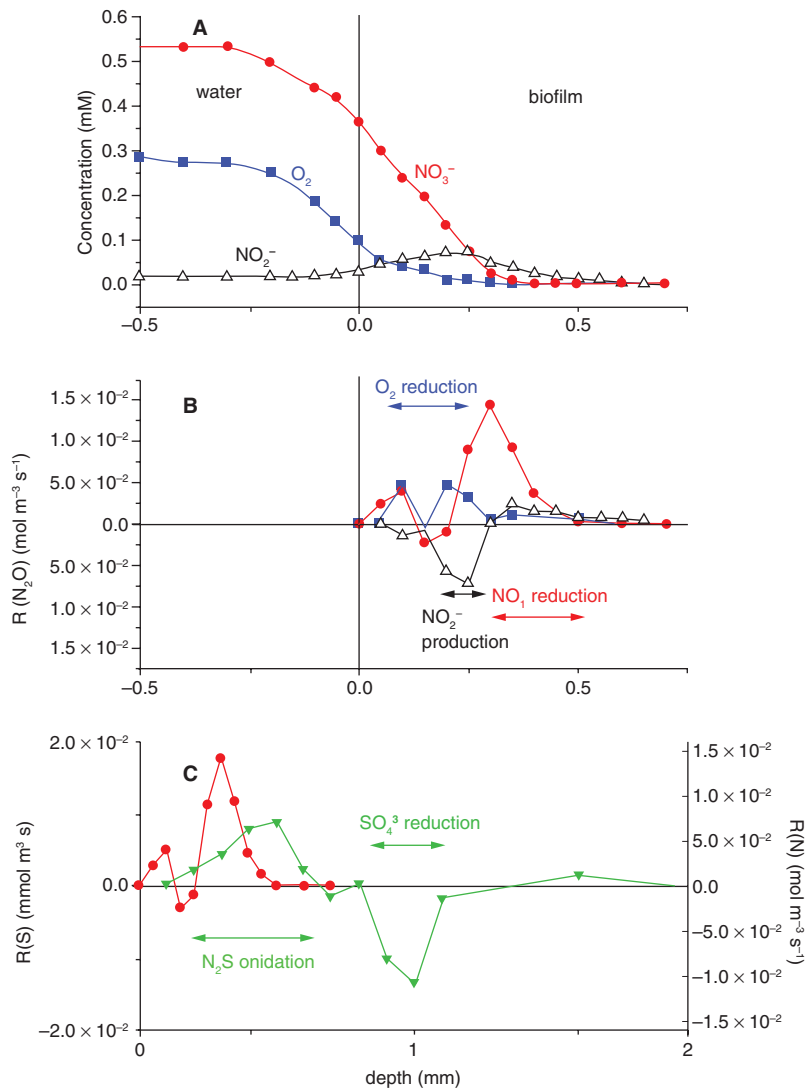 A
0.6
0.5
0.4
0.3
0.2
0.1
0.0
Concentration (mM)
water
biofilm
O₂
NO₃⁻
NO₂⁻
−0.5
0.0
0.5
B
1.5 × 10⁻²
1.0 × 10⁻²
5.0 × 10⁻²
0.0
5.0 × 10⁻²
1.0 × 10⁻²
1.5 × 10⁻²
R (N₂O) (mol m⁻³ s⁻¹)
O₂ reduction
NO₂⁻
production
NO₁ reduction
−0.5
0.0
0.5
C
2.0 × 10⁻²
0.0
−2.0 × 10⁻²
R(S) (mmol m³ s)
SO₄³ reduction
N₂S onidation
1.5 × 10⁻²
1.0 × 10⁻²
5.0 × 10⁻²
0.0
−5.0 × 10⁻²
−1.0 × 10⁻²
−1.5 × 10⁻²
R(N) (mol m⁻³ s⁻¹)
0
1
2
depth (mm)